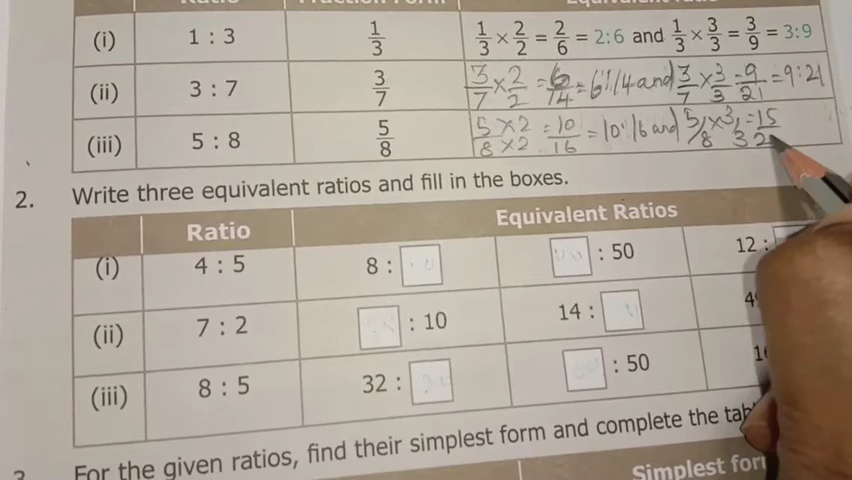 (i) 1 : 3 1/3 1/3 × 2/2 = 2/6 = 2:6 and 1/3 × 3/3 = 3/9 = 3:9
(ii) 3 : 7 3/7 3/7 × 2/2 = 6/14 = 6:14 and 3/7 × 3/3 = 9/21 = 9:21
(iii) 5 : 8 5/8 5×2/8×2 = 10/16 = 10:16 and 5/8 × 3/3 = 15/2
2. Write three equivalent ratios and fill in the boxes.
Ratio Equivalent Ratios
(i) 4 : 5 8 : : 50 12 :
(ii) 7 : 2 : 10 14 : 4
(iii) 8 : 5 32 : : 50 1
For the given ratios, find their simplest form and complete the tab
Simplest for